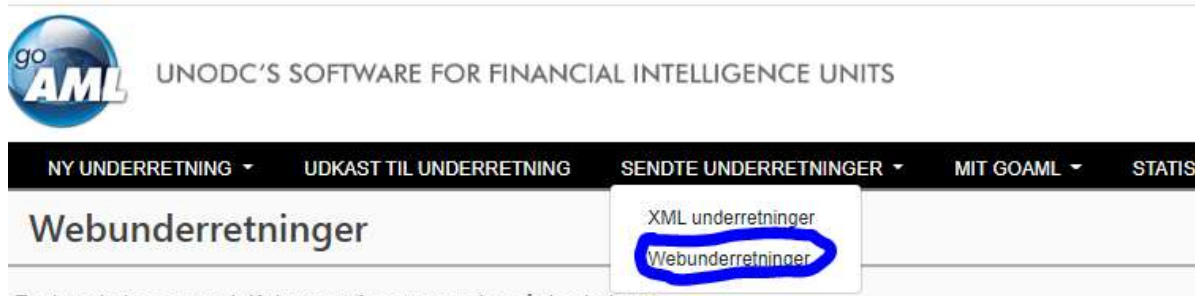 go
AML
UNODC'S SOFTWARE FOR FINANCIAL INTELLIGENCE UNITS
NY UNDERRETNING UDKAST TIL UNDERRETNING SENDTE UNDERRETNINGER MIT GOAML STATIS
Webunderretninger
XML underretninger
Webunderretninger